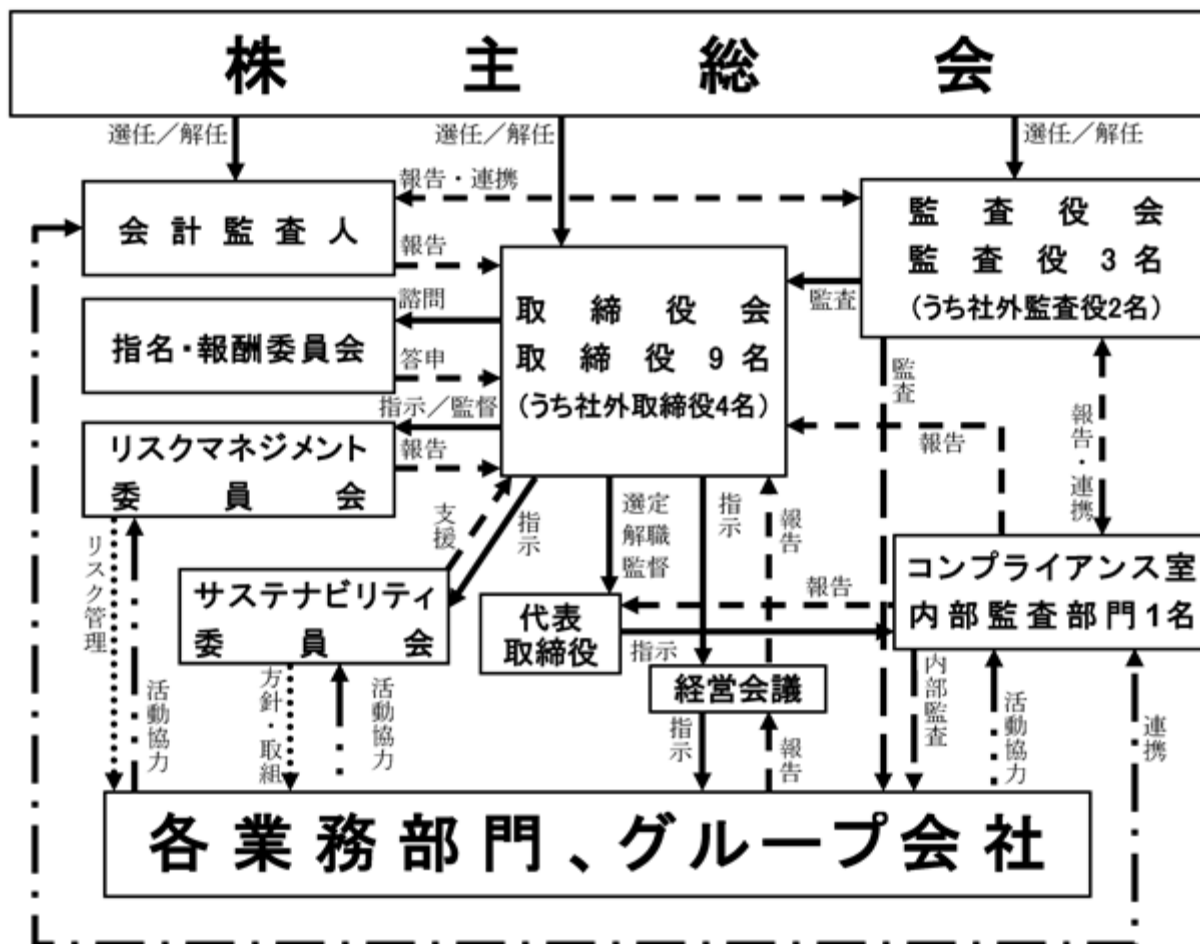 株主総会
選任／解任
選任／解任
選任／解任
会計監査人
報告・連携
監査役会
監査役3名
(うち社外監査役2名)
報告
諮問
取締役会
取締役9名
(うち社外取締役4名)
監査
指名・報酬委員会
答申
指示／監督
監査
報告・連携
報告
リスクマネジメント
委員会
報告
支援
指示
選定
解職
監督
指示
報告
リスク管理
サステナビリティ
委員会
代表
取締役
報告
コンプライアンス室
内部監査部門1名
指示
経営会議
活動協力
方針・取組
活動協力
指示
報告
内部監査
活動協力
連携
各業務部門、グループ会社